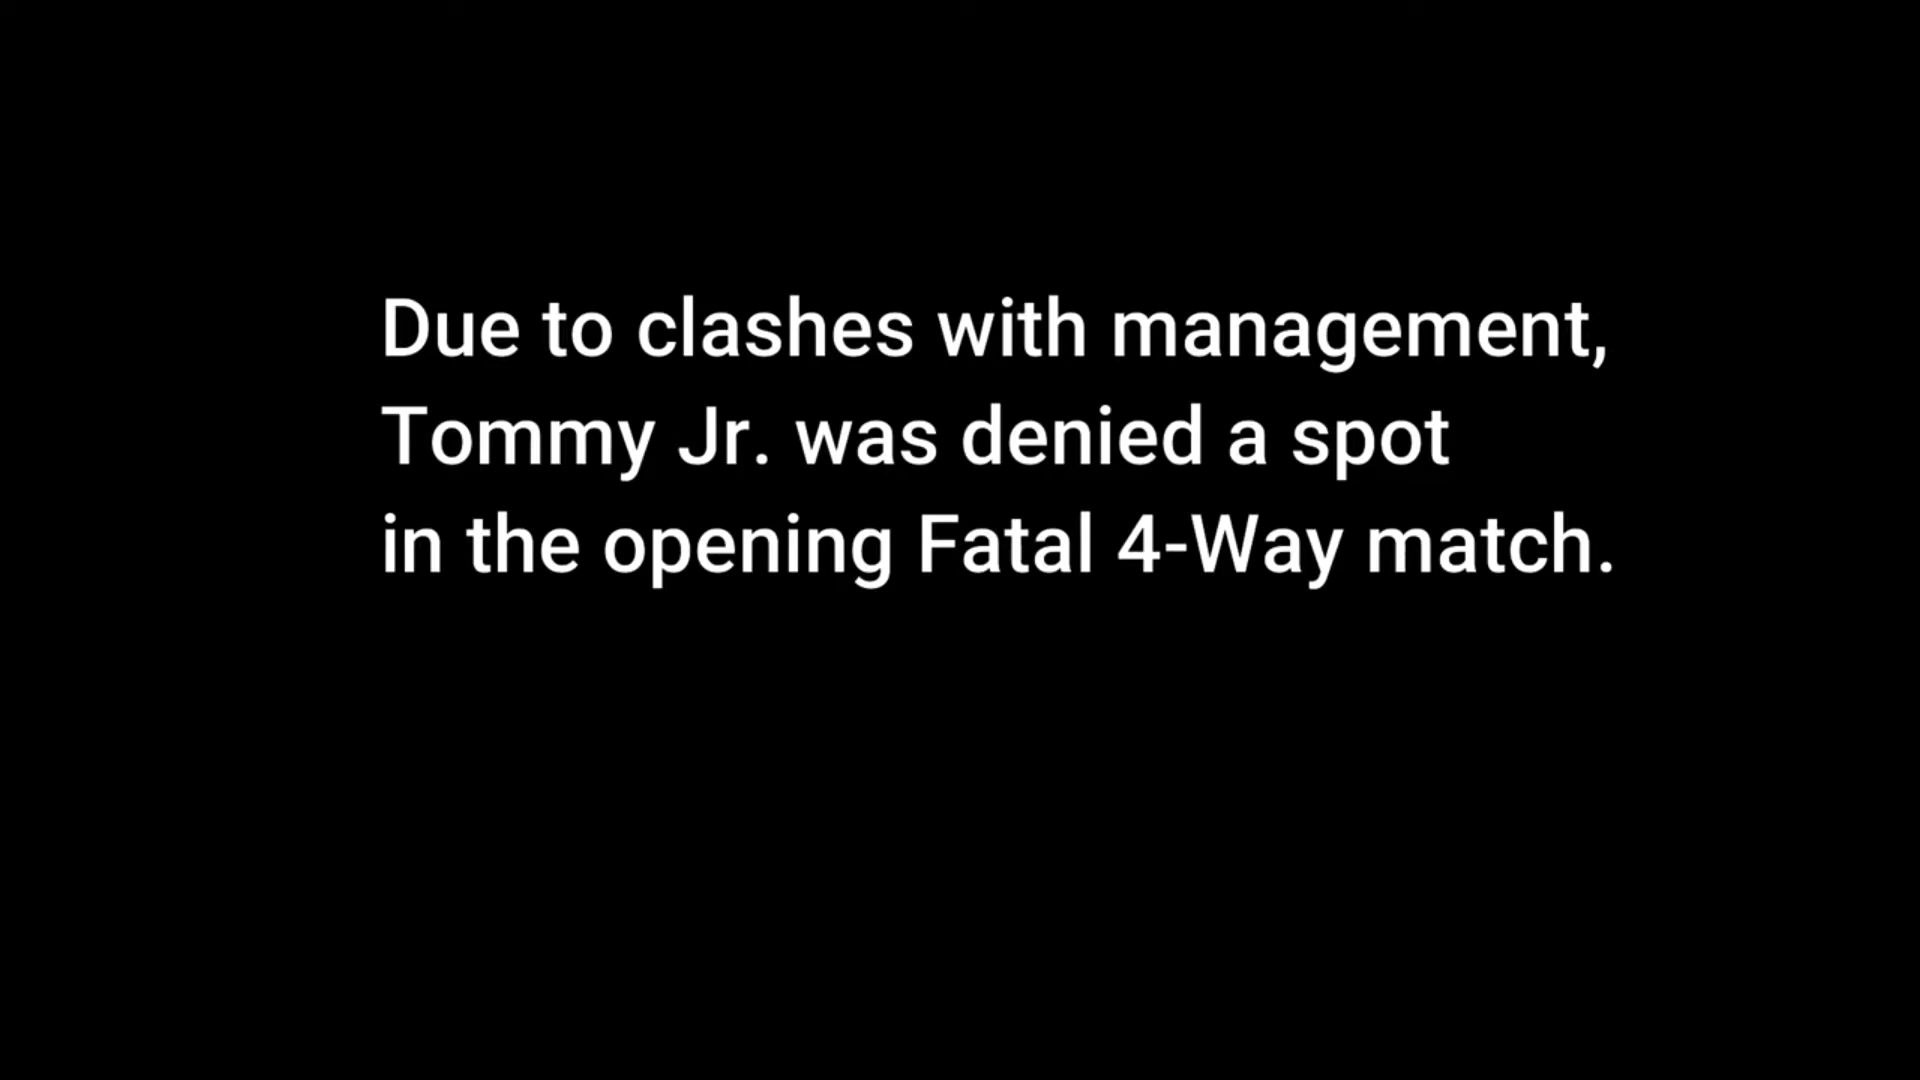 Due to clashes with management,
Tommy Jr. was denied a spot
in the opening Fatal 4-Way match.